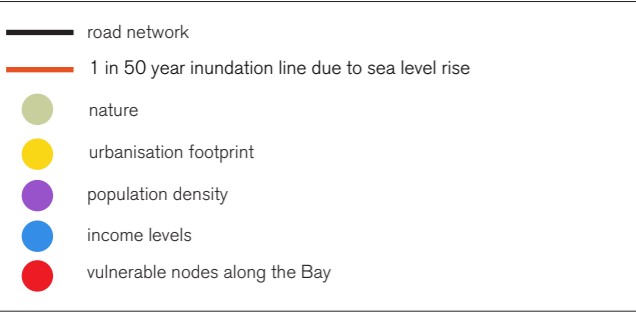 road network
1 in 50 year inundation line due to sea level rise
nature
urbanisation footprint
population density
income levels
vulnerable nodes along the Bay